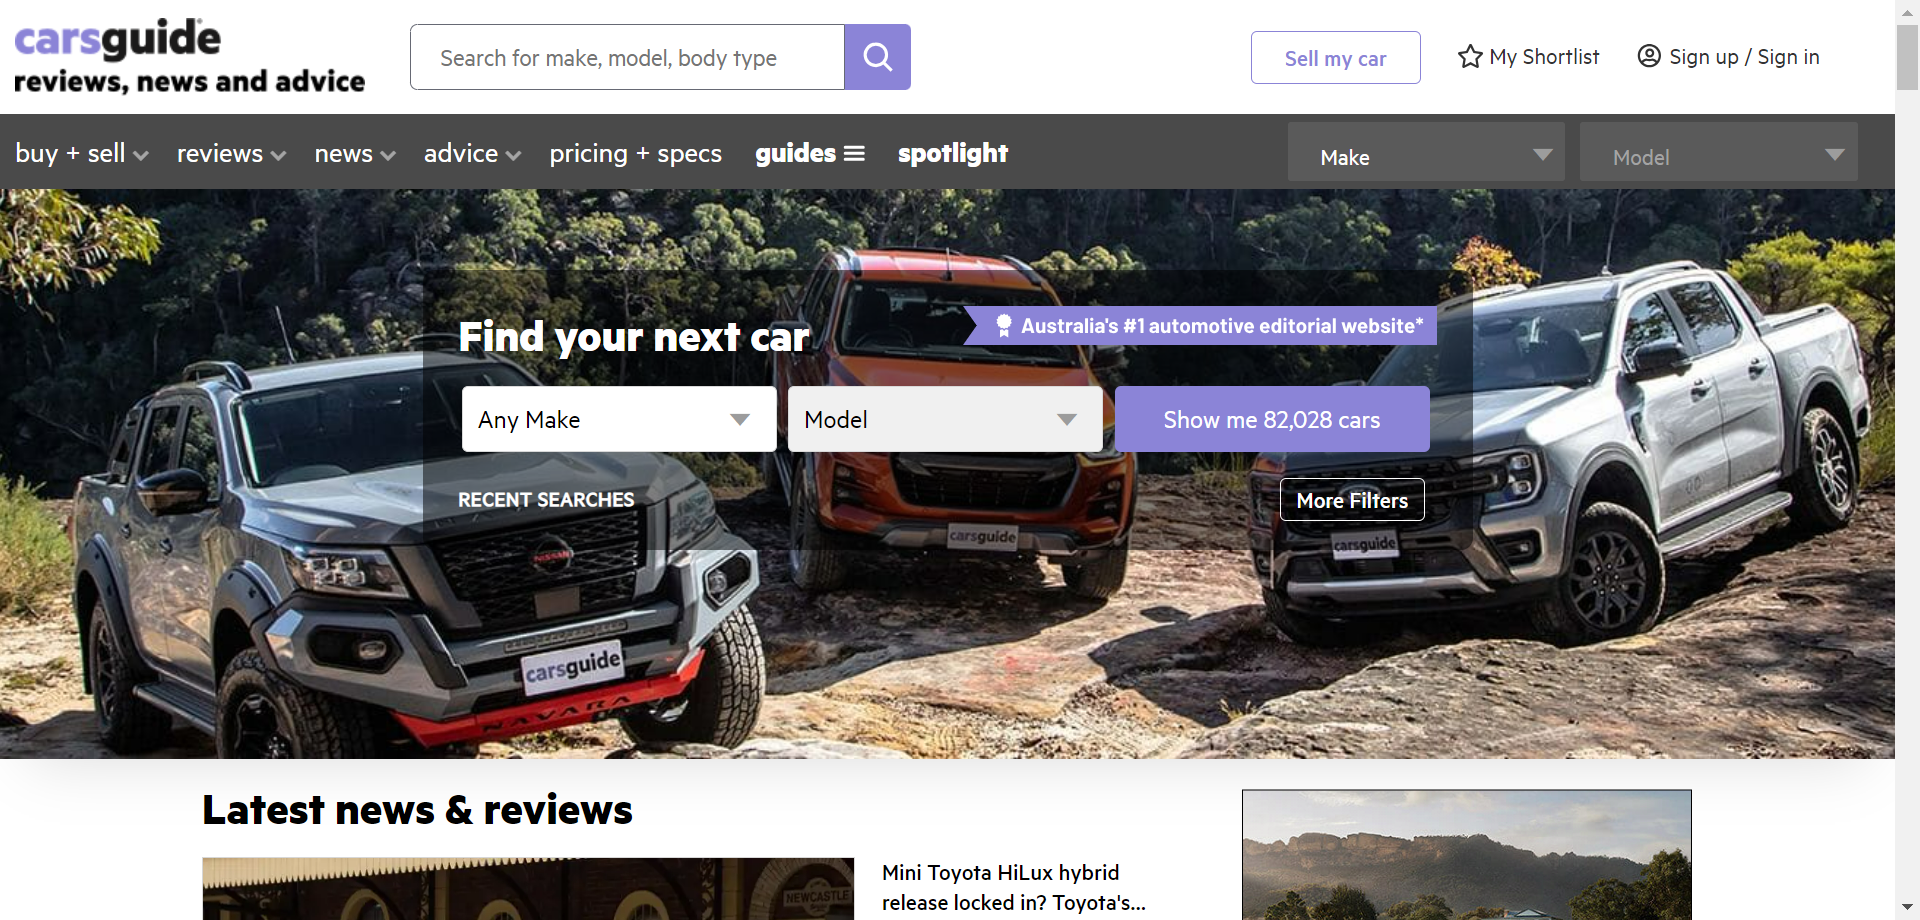 carsguide
reviews, news and advice
Search for make, model, body type
Sell my car
My Shortlist
Sign up / Sign in
buy + sell
reviews
news
advice
pricing + specs
guides
spotlight
Make
Model
Find your next car
Australia's #1 automotive editorial website*
Any Make
Model
Show me 82,028 cars
RECENT SEARCHES
More Filters
NISSAN
carsguide
carsguide
carsguide
NAVARA
Latest news & reviews
NEWCASTLE
Mini Toyota HiLux hybrid
release locked in? Toyota's...